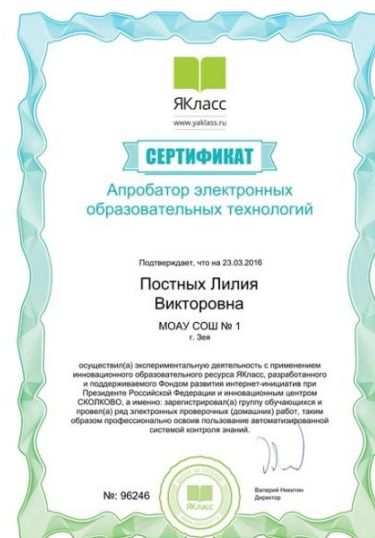 ЯКласс
www.yaklass.ru
СЕРТИФИКАТ
Апробатор электронных
образовательных технологий
Подтверждает, что на 23.03.2016
Постных Лилия
Викторовна
МОАУ СОШ № 1
г. Зея
осуществил(а) экспериментальную деятельность с применением
инновационного образовательного ресурса ЯКласс, разработанного
и поддерживаемого Фондом развития интернет-инициатив при
Президенте Российской Федерации и инновационным центром
СКОЛКОВО, а именно: зарегистрировал(а) группу обучающихся и
провел(а) ряд электронных проверочных (домашних) работ, таким
образом профессионально освоив пользование автоматизированной
системой контроля знаний.
№: 96246
ЯКласс
Валерий Никитин
Директор